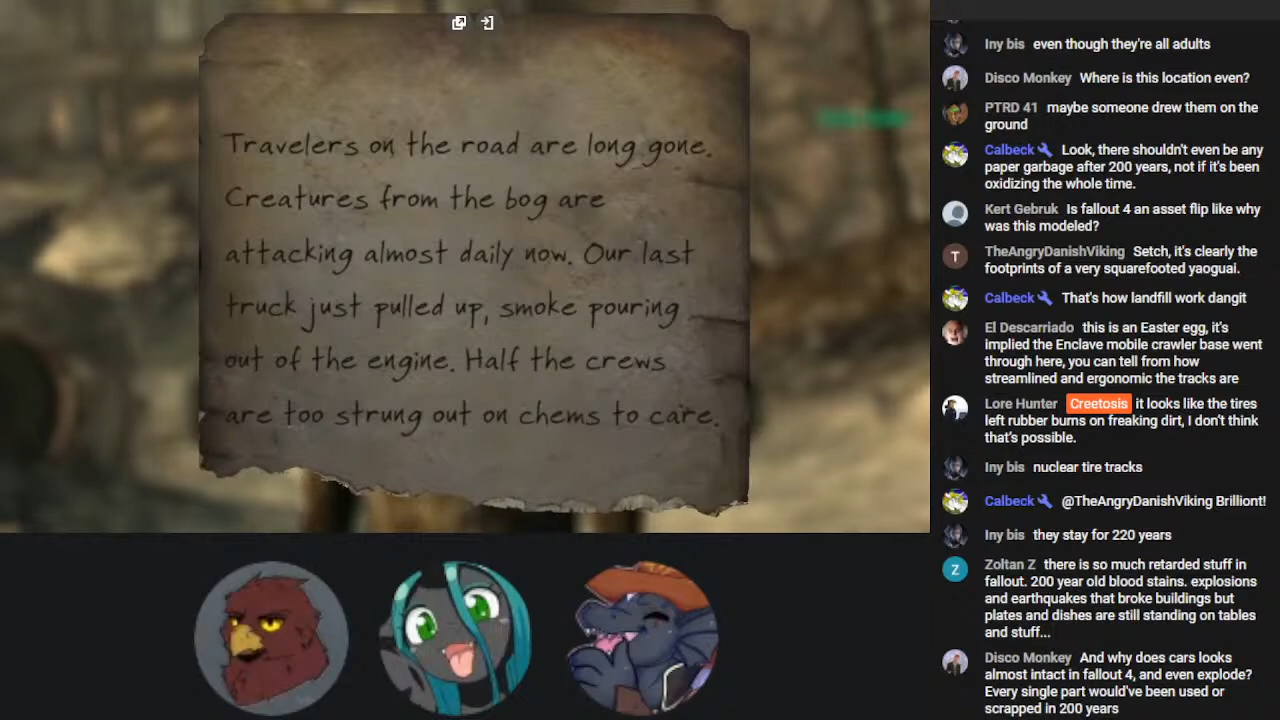 Travelers on the road are long gone.
Creatures from the bog are
attacking almost daily now. Our last
truck just pulled up, smoke pouring
out of the engine. Half the crews
are too strung out on chems to care.
Iny bis even though they're all adults
Disco Monkey Where is this location even?
PTRD 41 maybe someone drew them on the
ground
Calbeck Look, there shouldn't even be any
paper garbage after 200 years, not if it's been
oxidizing the whole time.
Kert Gebruk Is fallout 4 an asset flip like why
was this modeled?
T
TheAngryDanishViking Setch, it's clearly the
footprints of a very squarefooted yaoguai.
Calbeck That's how landfill work dangit
El Descarriado this is an Easter egg, it's
implied the Enclave mobile crawler base went
through here, you can tell from how
streamlined and ergonomic the tracks are
Lore Hunter Creetosis it looks like the tires
left rubber burns on freaking dirt, I don't think
that's possible.
Iny bis nuclear tire tracks
Calbeck @TheAngryDanishViking Brilliont!
Iny bis they stay for 220 years
Z
Zoltan Z there is so much retarded stuff in
fallout. 200 year old blood stains. explosions
and earthquakes that broke buildings but
plates and dishes are still standing on tables
and stuff...
Disco Monkey And why does cars looks
almost intact in fallout 4, and even explode?
Every single part would've been used or
scrapped in 200 years